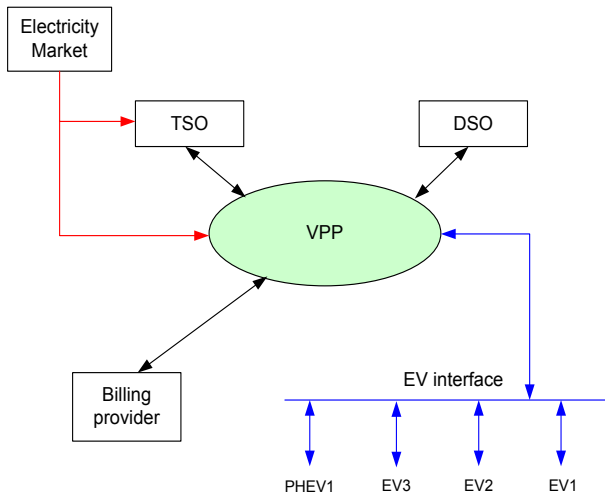 Electricity
Market
TSO
DSO
VPP
EV interface
Billing
provider
PHEV1
EV3
EV2
EV1